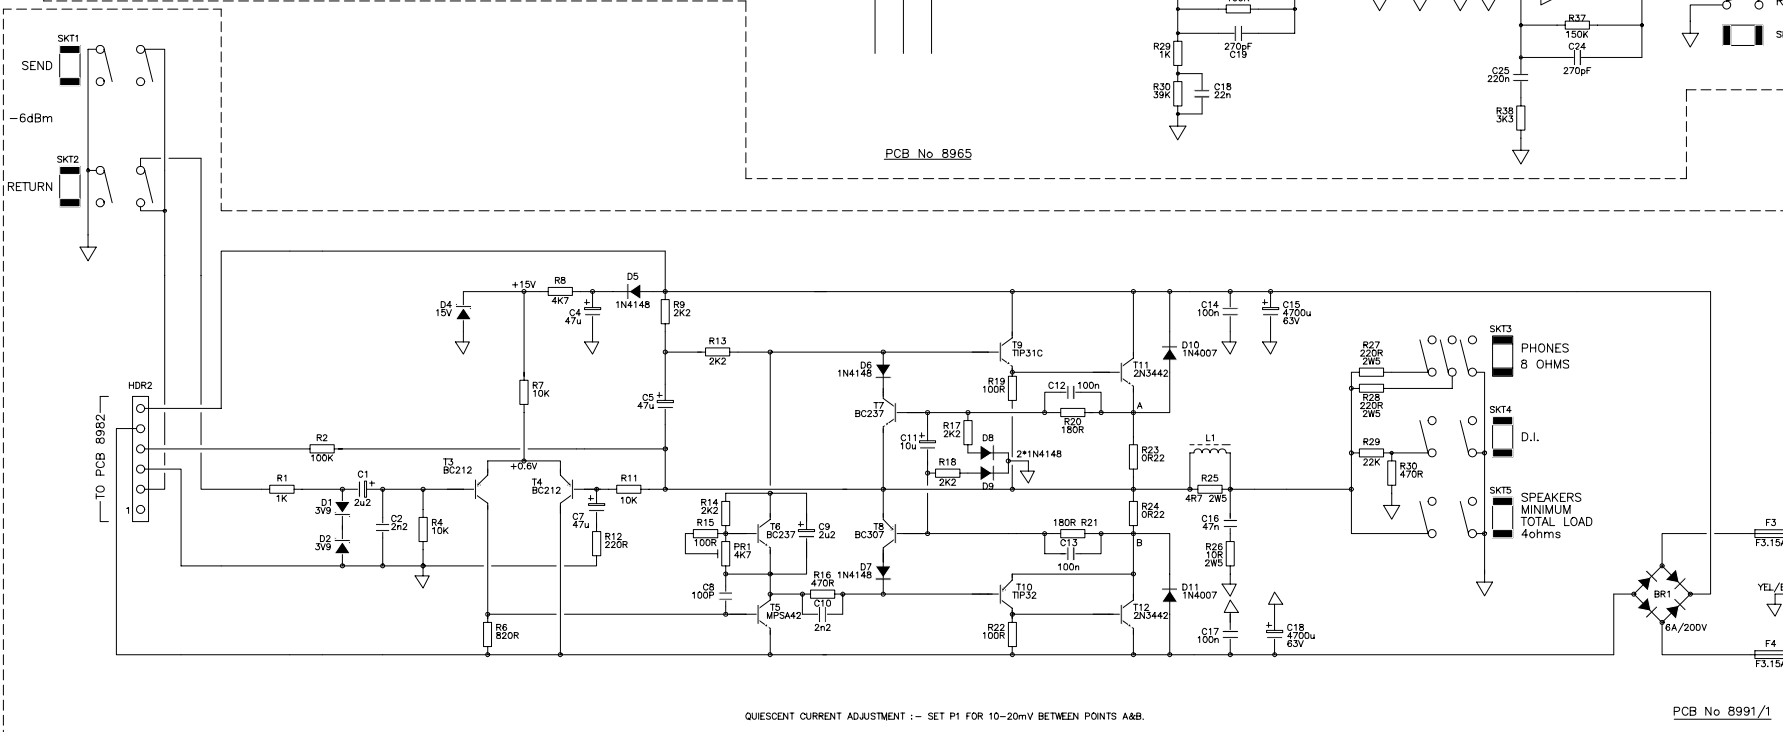 SKT1
SEND
-6dBm
SKT2
RETURN
R29
1K
R30
39K
270pF
C19
C18
22n
PCB No 8965
R37
150K
C24
270pF
C25
220n
R38
3K3
D4
15V
+15V
R8
4K7
C4
47u
D5
1N4148
R9
2K2
R13
2K2
R7
10K
C5
47u
HDR2
TO PCB 8982
1
R2
100K
R1
1K
D1
3V9
D2
3V9
C1
2u2
C2
2n2
R4
10K
T3
BC212
+0.6V
T4
BC212
R11
10K
C7
47u
R12
220R
R6
820R
R14
2K2
R15
100R
PR1
4K7
C8
100P
T6
BC237
C9
2u2
T5
MPSA42
R16
470R
C10
2n2
D6
1N4148
T7
BC237
T8
BC307
D7
1N4148
C11
10u
R17
2K2
R18
2K2
D8
D9
2*1N4148
T9
TIP31C
R19
100R
C12
100n
R20
180R
T11
2N3442
A
D10
1N4007
R23
0R22
R24
0R22
180R
R21
C13
100n
B
T10
TIP32
R22
100R
T12
2N3442
D11
1N4007
L1
R25
4R7
2W5
C14
100n
C15
4700u
63V
C16
47n
R26
10R
2W5
C17
100n
C18
4700u
63V
R27
220R
2W5
R28
220R
2W5
R29
22K
R30
470R
SKT3
PHONES
8 OHMS
SKT4
D.I.
SKT5
SPEAKERS
MINIMUM
TOTAL LOAD
4ohms
BR1
6A/200V
F3
F3.15A
F4
F3.15A
QUIESCENT CURRENT ADJUSTMENT :- SET P1 FOR 10-20mV BETWEEN POINTS A&B.
PCB No 8991/1